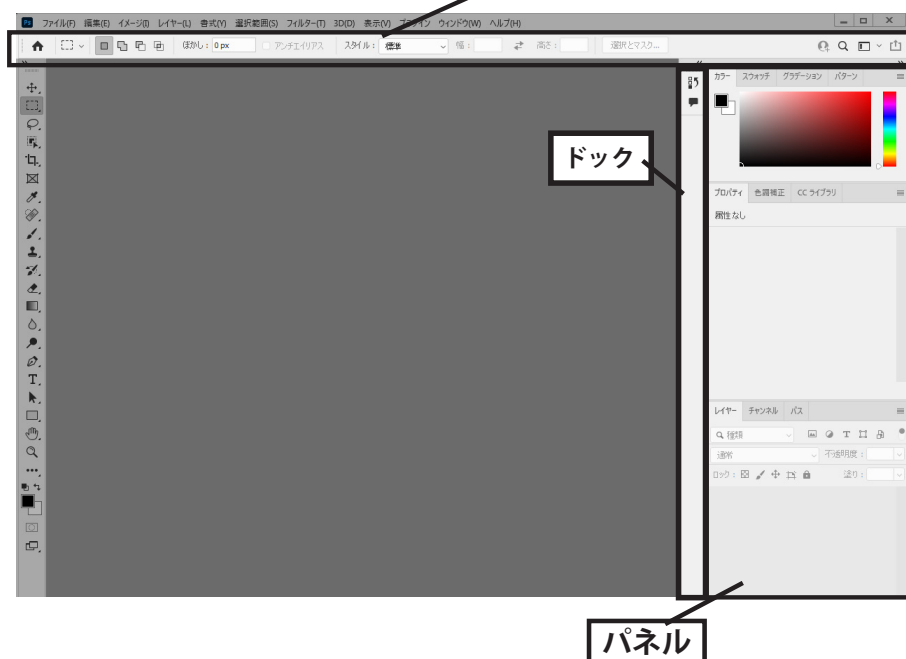 Ps ファイル(F) 編集(E) イメージ(I) レイヤー(L) 書式(Y) 選択範囲(S) フィルター(T) 3D(D) 表示(V) プラグイン ウィンドウ(W) ヘルプ(H)
ぼかし : 0 px アンチエイリアス スタイル : 標準 幅 : 高さ : 選択とマスク...
カラー スウォッチ グラデーション パターン
ドック
プロパティ 色調補正 CC ライブラリ
属性なし
T
レイヤー チャンネル パス
種類 T
通常 不透明度 :
ロック : 塗り :
パネル